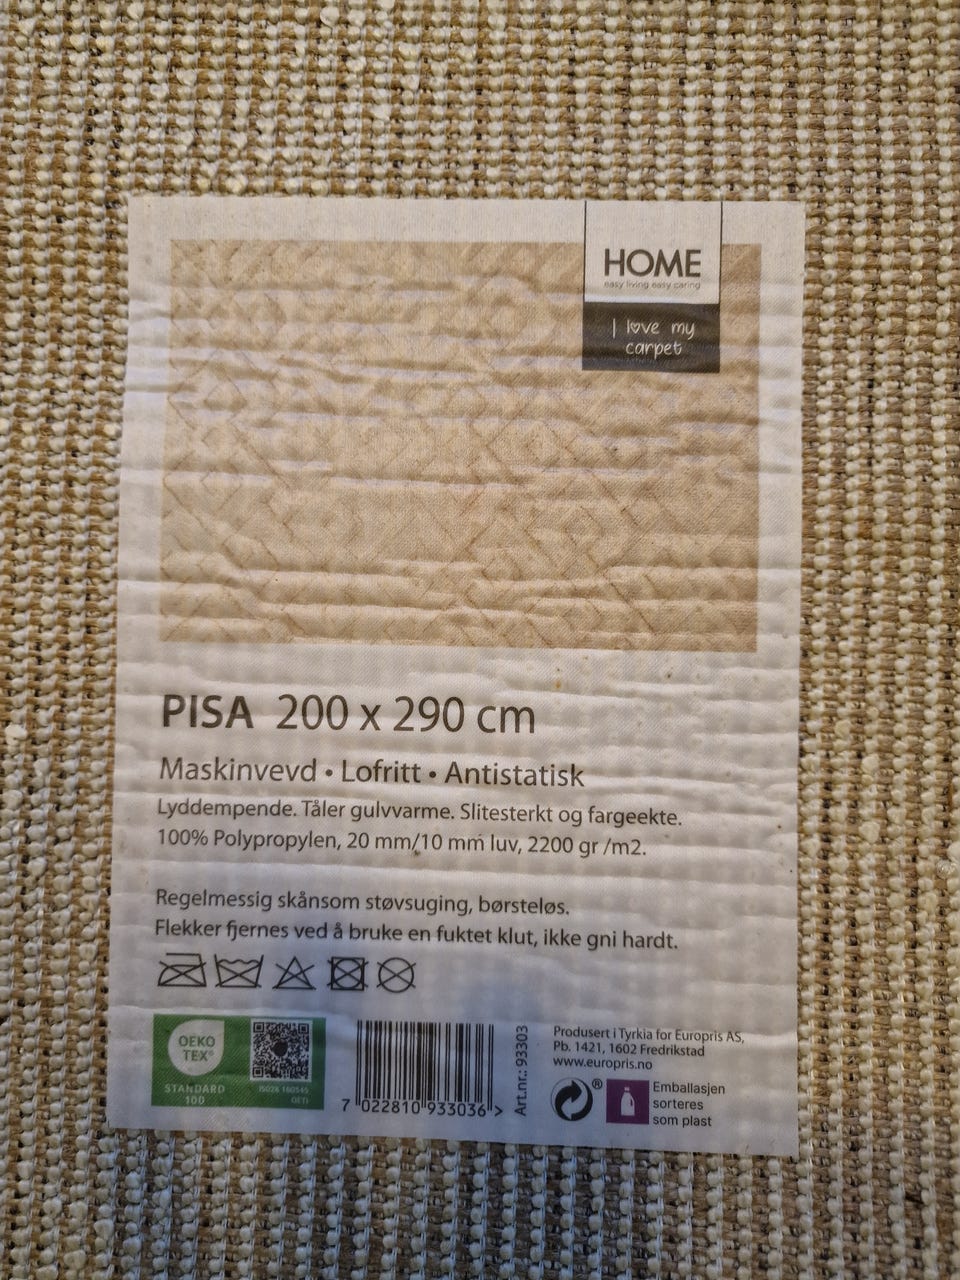 HOME
easy living easy caring
I love my
carpet
PISA 200 x 290 cm
Maskinvevd • Lofritt • Antistatisk
Lyddempende. Tåler gulvvarme. Slitesterkt og fargeekte.
100% Polypropylen, 20 mm/10 mm luv, 2200 gr /m2.
Regelmessig skånsom støvsuging, børsteløs.
Flekker fjernes ved å bruke en fuktet klut, ikke gni hardt.
OEKO
TEX®
STANDARD
100
OETI
7 022810 933036 >
Art.nr.: 93303
Produsert i Tyrkia for Europris AS,
Pb. 1421, 1602 Fredrikstad
www.europris.no
®
Emballasjen
sorteres
som plast